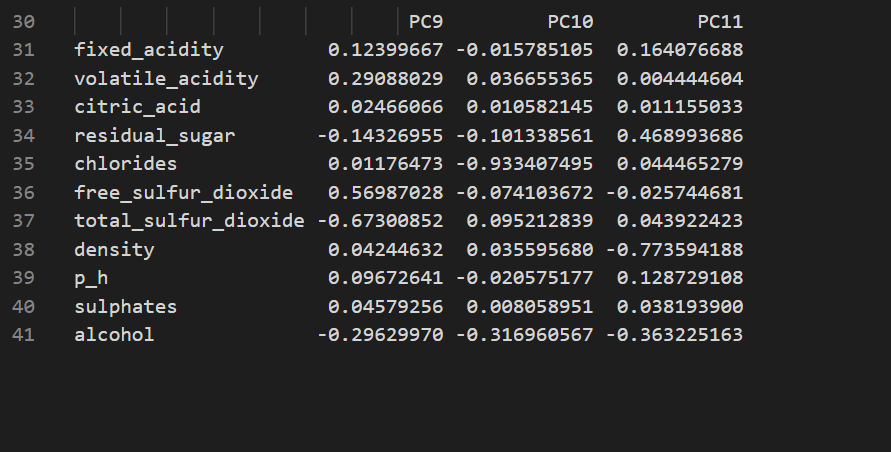 30 PC9 PC10 PC11
31 fixed_acidity 0.12399667 -0.015785105 0.164076688
32 volatile_acidity 0.29088029 0.036655365 0.004444604
33 citric_acid 0.02466066 0.010582145 0.011155033
34 residual_sugar -0.14326955 -0.101338561 0.468993686
35 chlorides 0.01176473 -0.933407495 0.044465279
36 free_sulfur_dioxide 0.56987028 -0.074103672 -0.025744681
37 total_sulfur_dioxide -0.67300852 0.095212839 0.043922423
38 density 0.04244632 0.035595680 -0.773594188
39 p_h 0.09672641 -0.020575177 0.128729108
40 sulphates 0.04579256 0.008058951 0.038193900
41 alcohol -0.29629970 -0.316960567 -0.363225163